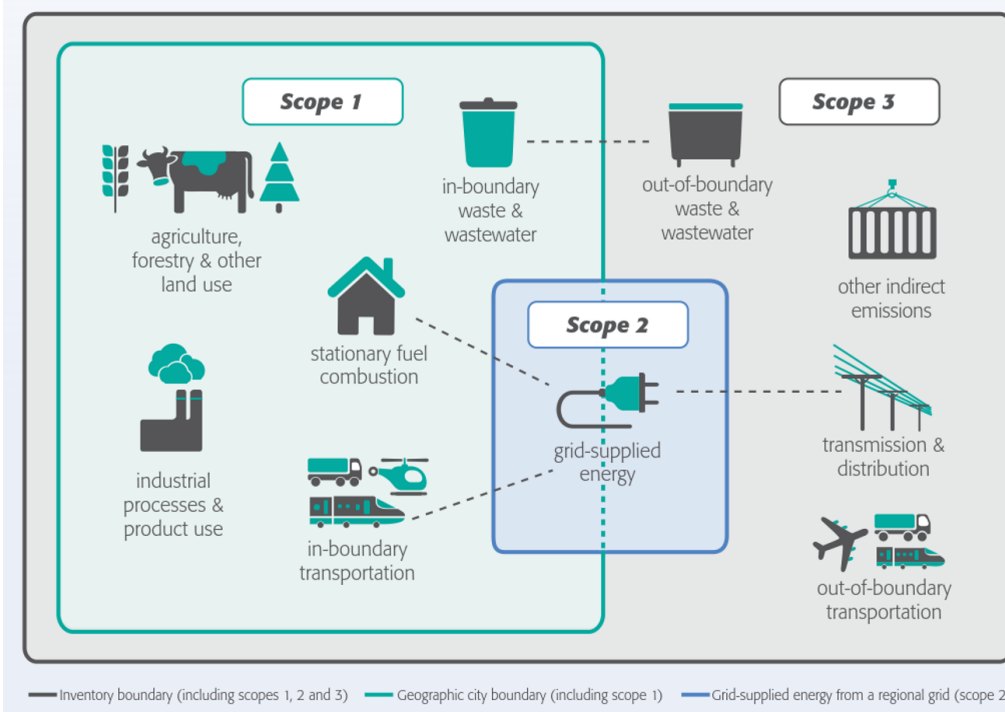 Scope 1
Scope 3
in-boundary
waste &
wastewater
out-of-boundary
waste &
wastewater
agriculture,
forestry & other
land use
other indirect
emissions
Scope 2
stationary fuel
combustion
grid-supplied
energy
transmission &
distribution
industrial
processes &
product use
in-boundary
transportation
out-of-boundary
transportation
Inventory boundary (including scopes 1, 2 and 3) Geographic city boundary (including scope 1) Grid-supplied energy from a regional grid (scope 2